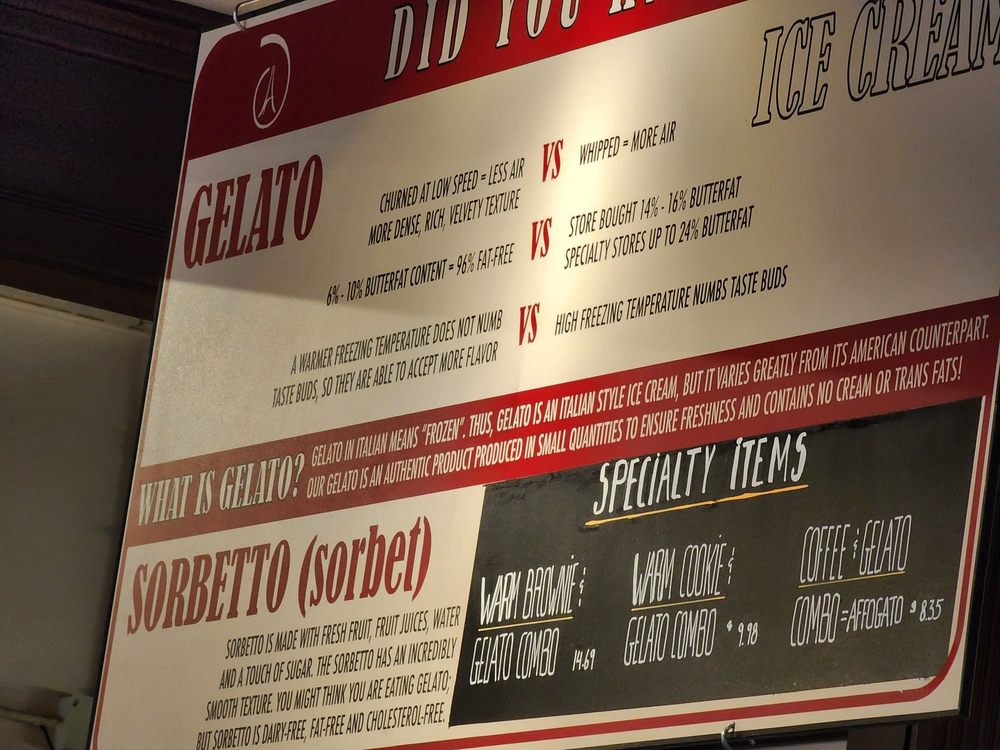 DID YOU
ICE CREAM
GELATO
CHURNED AT LOW SPEED = LESS AIR
MORE DENSE, RICH, VELVETY TEXTURE
VS
WHIPPED = MORE AIR
6% - 10% BUTTERFAT CONTENT = 96% FAT-FREE
VS
STORE BOUGHT 14% - 16% BUTTERFAT
SPECIALTY STORES UP TO 24% BUTTERFAT
A WARMER FREEZING TEMPERATURE DOES NOT NUMB
TASTE BUDS, SO THEY ARE ABLE TO ACCEPT MORE FLAVOR
VS
HIGH FREEZING TEMPERATURE NUMBS TASTE BUDS
WHAT IS GELATO?
GELATO IN ITALIAN MEANS "FROZEN". THUS, GELATO IS AN ITALIAN STYLE ICE CREAM, BUT IT VARIES GREATLY FROM ITS AMERICAN COUNTERPART.
OUR GELATO IS AN AUTHENTIC PRODUCT PRODUCED IN SMALL QUANTITIES TO ENSURE FRESHNESS AND CONTAINS NO CREAM OR TRANS FATS!
SORBETTO (sorbet)
SORBETTO IS MADE WITH FRESH FRUIT, FRUIT JUICES, WATER
AND A TOUCH OF SUGAR. THE SORBETTO HAS AN INCREDIBLY
SMOOTH TEXTURE. YOU MIGHT THINK YOU ARE EATING GELATO,
BUT SORBETTO IS DAIRY-FREE, FAT-FREE AND CHOLESTEROL-FREE.
SPECIALTY ITEMS
WARM BROWNIE &
GELATO COMBO 14.69
WARM COOKIE &
GELATO COMBO $ 9.98
COFFEE & GELATO
COMBO = AFFOGATO $ 8.35